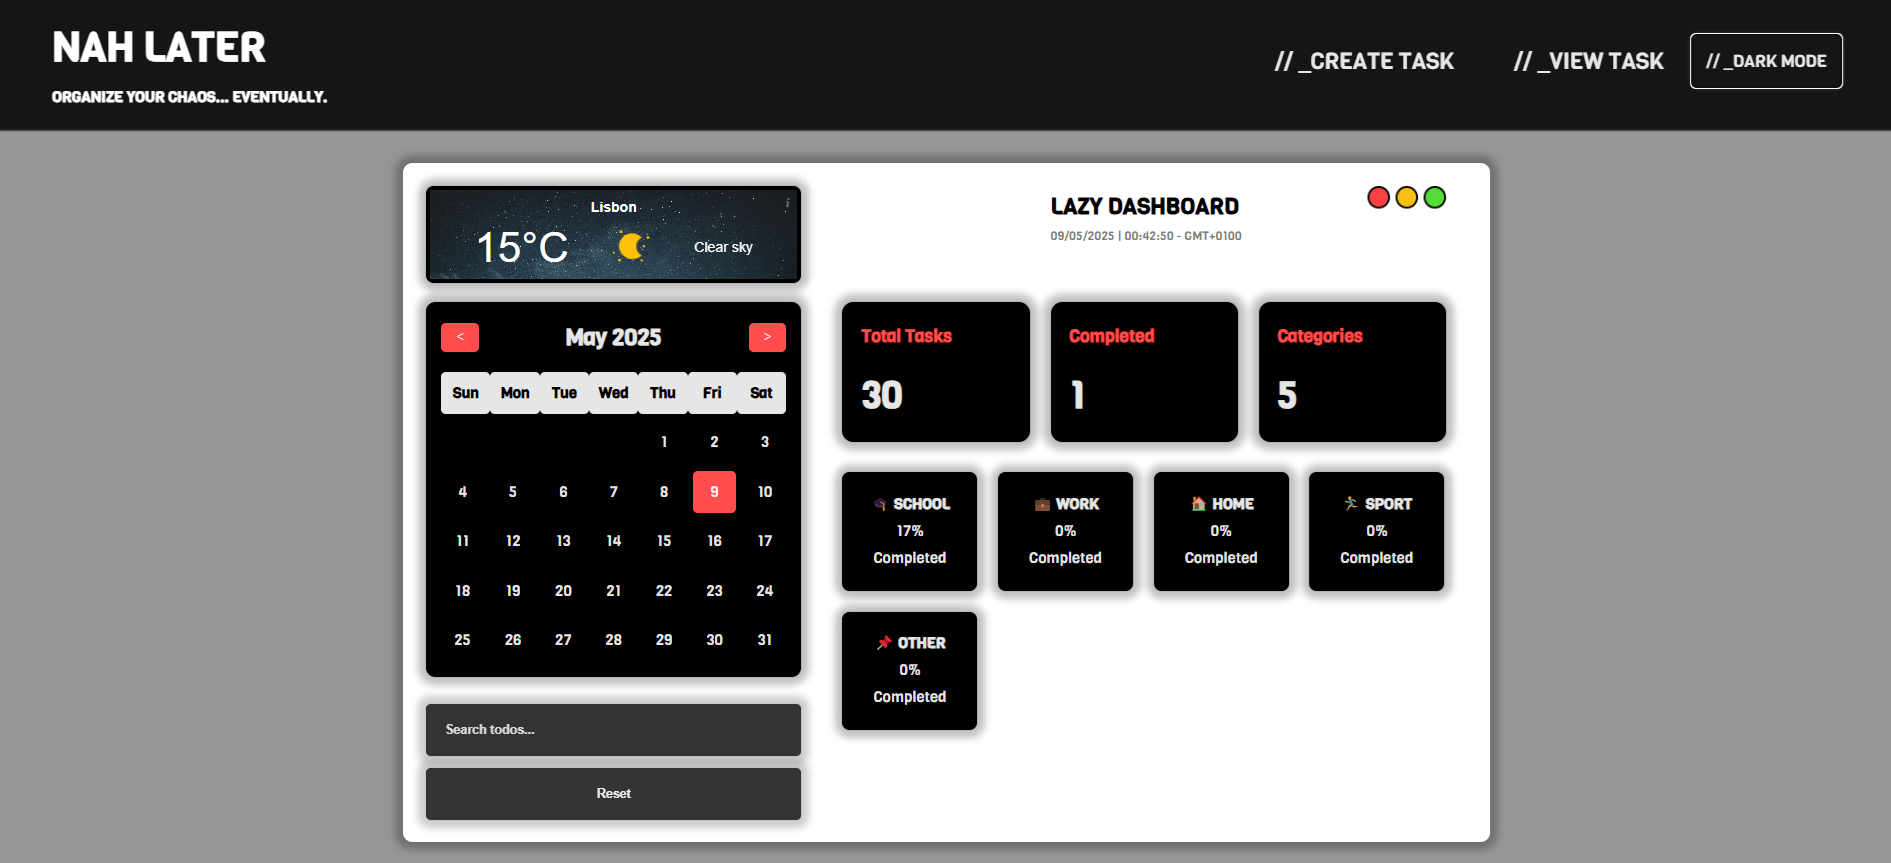 NAH LATER
ORGANIZE YOUR CHAOS... EVENTUALLY.
// _CREATE TASK
// _VIEW TASK
// _DARK MODE
Lisbon
i
15°C
Clear sky
LAZY DASHBOARD
09/05/2025 | 00:42:50 - GMT+0100
< May 2025 >
Sun Mon Tue Wed Thu Fri Sat
1 2 3
4 5 6 7 8 9 10
11 12 13 14 15 16 17
18 19 20 21 22 23 24
25 26 27 28 29 30 31
Search todos...
Reset
Total Tasks
30
Completed
1
Categories
5
SCHOOL
17%
Completed
WORK
0%
Completed
HOME
0%
Completed
SPORT
0%
Completed
OTHER
0%
Completed